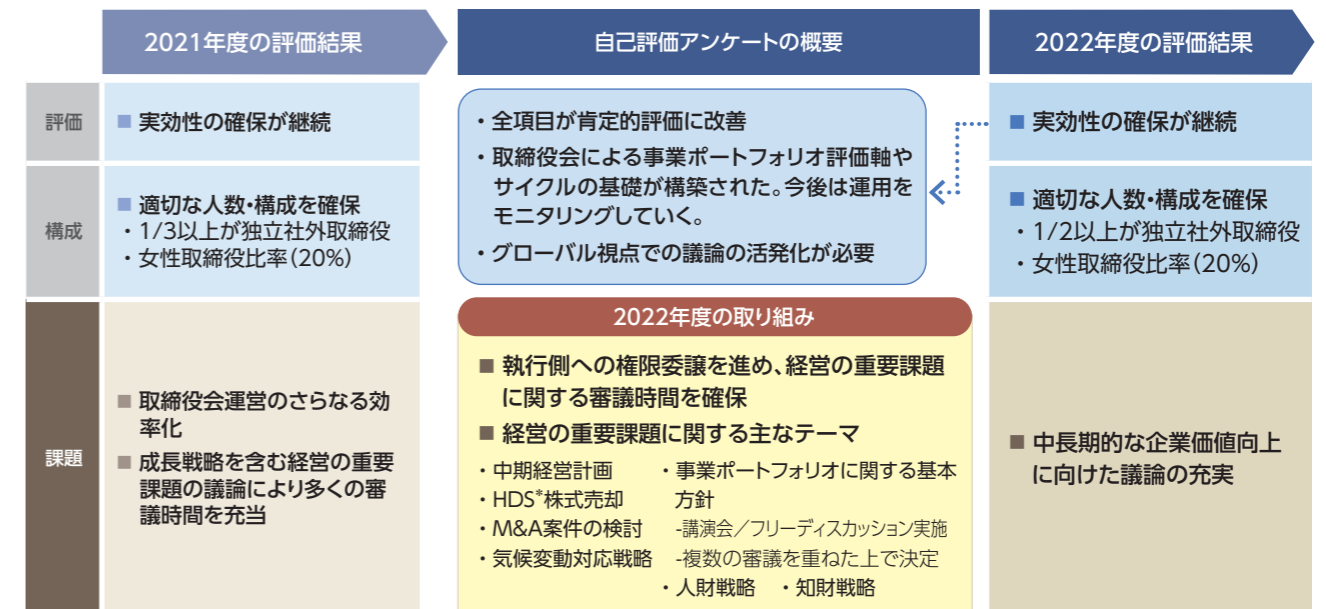 2021年度の評価結果
自己評価アンケートの概要
2022年度の評価結果
評価
■ 実効性の確保が継続
・全項目が肯定的評価に改善
・取締役会による事業ポートフォリオ評価軸や
サイクルの基礎が構築された。今後は運用を
モニタリングしていく。
・グローバル視点での議論の活発化が必要
■ 実効性の確保が継続
構成
■ 適切な人数・構成を確保
・1/3以上が独立社外取締役
・女性取締役比率(20%)
■ 適切な人数・構成を確保
・1/2以上が独立社外取締役
・女性取締役比率(20%)
課題
■ 取締役会運営のさらなる効
率化
■ 成長戦略を含む経営の重要
課題の議論により多くの審
議時間を充当
2022年度の取り組み
■ 執行側への権限委譲を進め、経営の重要課題
に関する審議時間を確保
■ 経営の重要課題に関する主なテーマ
・中期経営計画
・HDS*株式売却
・M&A案件の検討
・気候変動対応戦略
・事業ポートフォリオに関する基本
方針
-講演会/フリーディスカッション実施
-複数の審議を重ねた上で決定
・人財戦略 ・知財戦略
■ 中長期的な企業価値向上
に向けた議論の充実